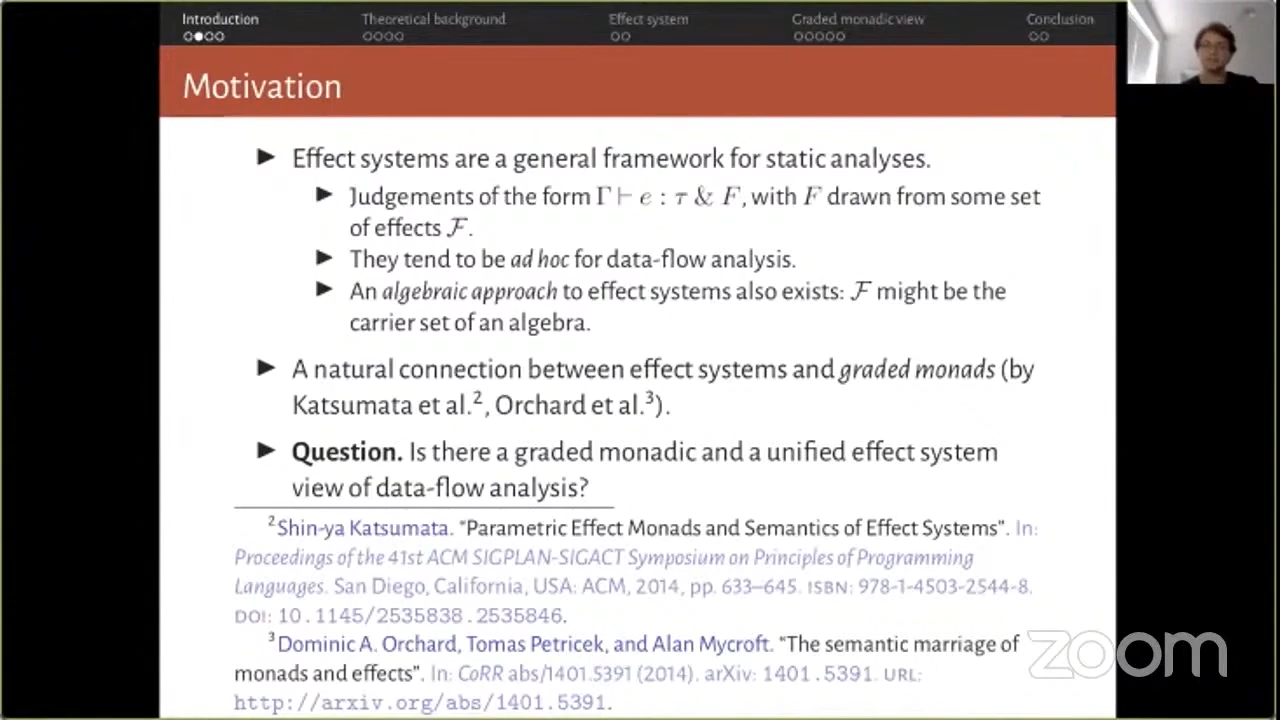 Introduction Theoretical background Effect system Graded monadic view Conclusion
Motivation
▶ Effect systems are a general framework for static analyses.
▶ Judgements of the form Γ ⊢ e : τ & F, with F drawn from some set
of effects ℱ.
▶ They tend to be ad hoc for data-flow analysis.
▶ An algebraic approach to effect systems also exists: ℱ might be the
carrier set of an algebra.
▶ A natural connection between effect systems and graded monads (by
Katsumata et al.², Orchard et al.³).
▶ Question. Is there a graded monadic and a unified effect system
view of data-flow analysis?
²Shin-ya Katsumata. “Parametric Effect Monads and Semantics of Effect Systems”. In:
Proceedings of the 41st ACM SIGPLAN-SIGACT Symposium on Principles of Programming
Languages. San Diego, California, USA: ACM, 2014, pp. 633–645. ISBN: 978-1-4503-2544-8.
DOI: 10.1145/2535838.2535846.
³Dominic A. Orchard, Tomas Petricek, and Alan Mycroft. “The semantic marriage of
monads and effects”. In: CoRR abs/1401.5391 (2014). arXiv: 1401.5391. URL:
http://arxiv.org/abs/1401.5391.
zoom